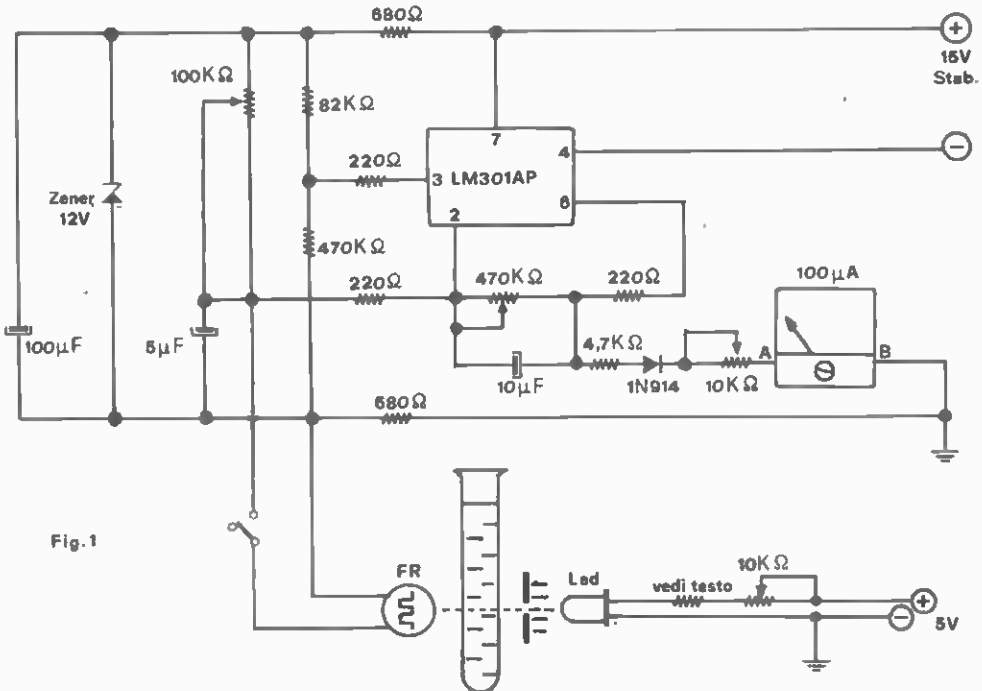 680Ω
+
15V
Stab.
100KΩ
82KΩ
7
4
−
220Ω
3 LM301AP
6
Zener
12V
2
470KΩ
220Ω
470KΩ
220Ω
100μA
100μF
5μF
4,7KΩ
A
B
10μF
1N914
10KΩ
680Ω
Fig.1
FR
Led
vedi testo
10KΩ
+
−
5V